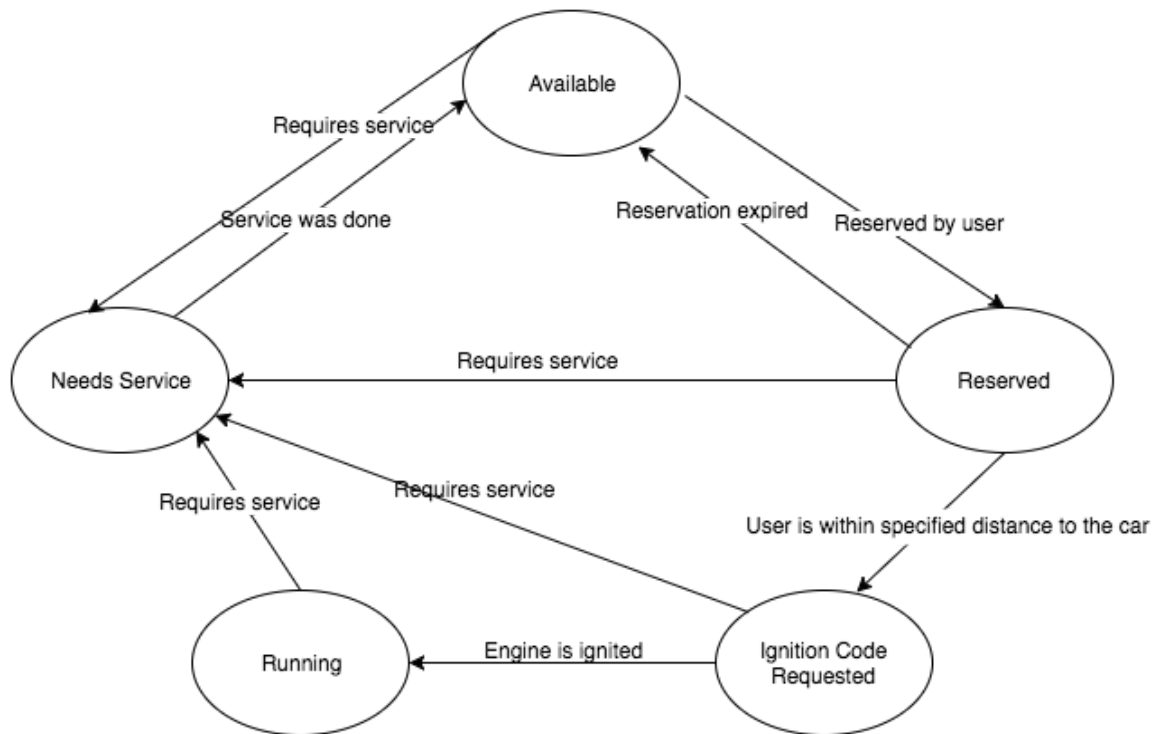 Available
Requires service
Service was done
Reservation expired
Reserved by user
Needs Service
Requires service
Reserved
Requires service
Requires service
User is within specified distance to the car
Running
Engine is ignited
Ignition Code
Requested